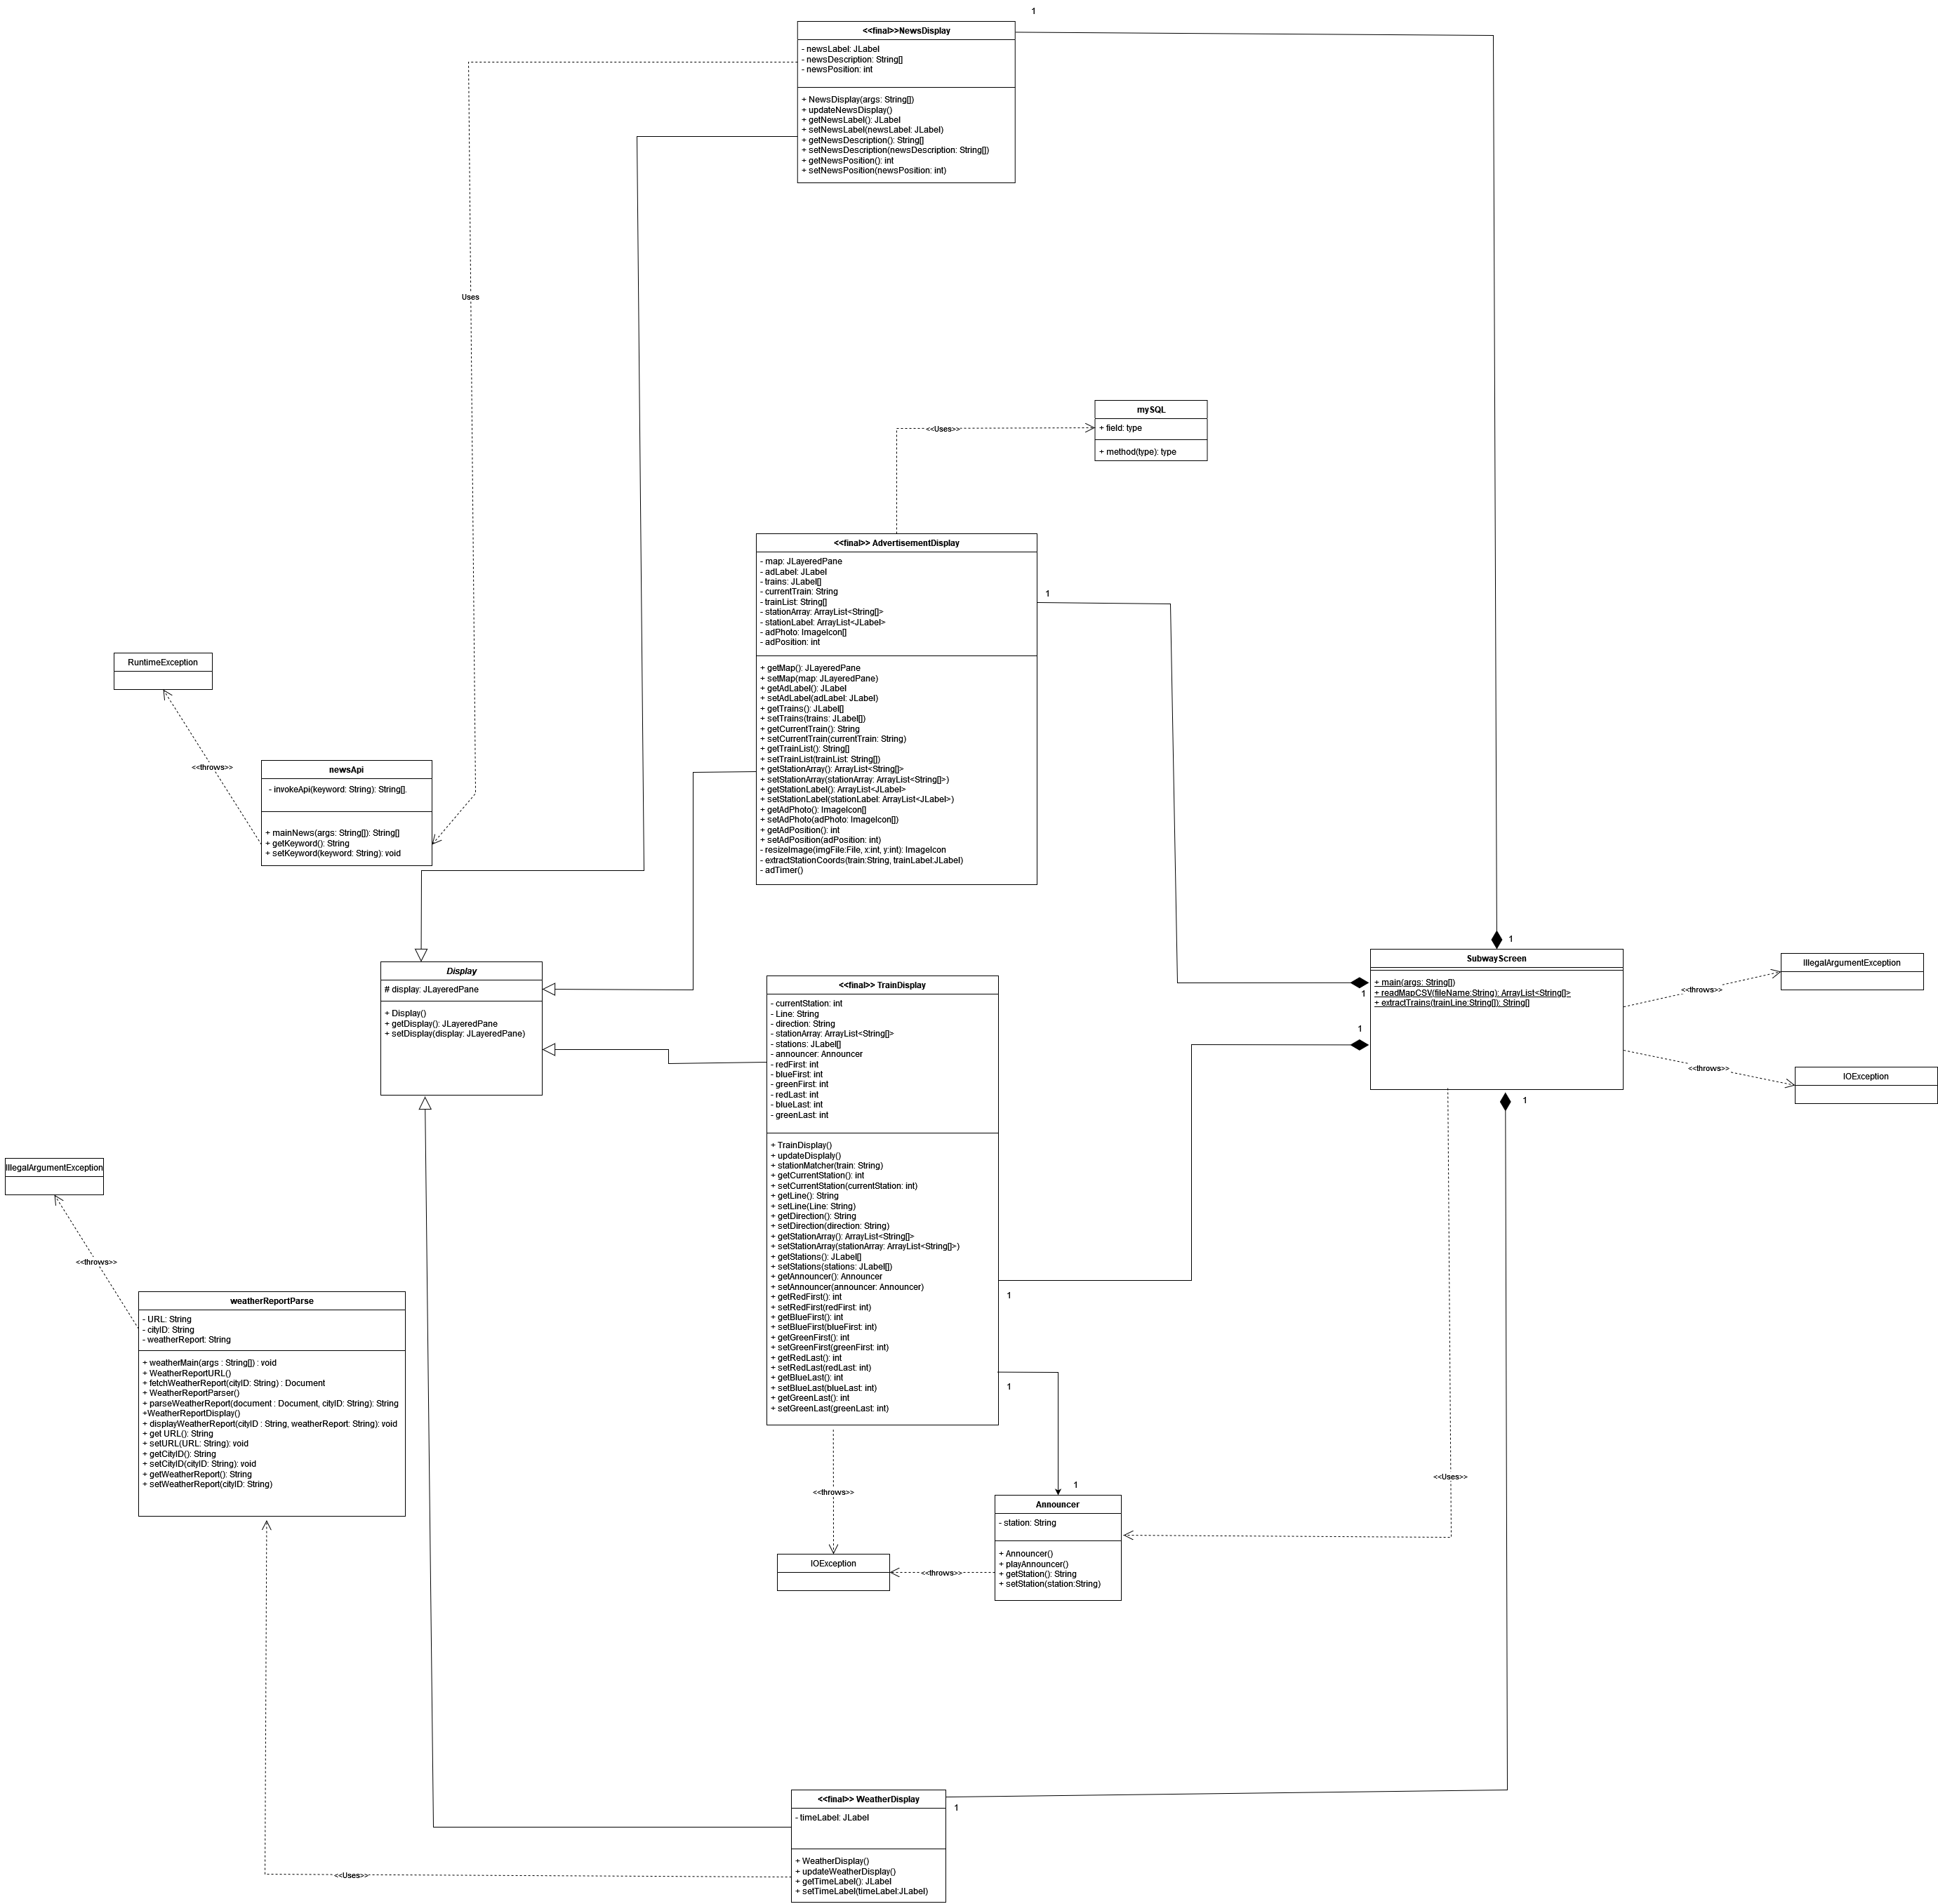 1
<<final>>NewsDisplay
- newsLabel: JLabel
- newsDescription: String[]
- newsPosition: int
+ NewsDisplay(args: String[])
+ updateNewsDisplay()
+ getNewsLabel(): JLabel
+ setNewsLabel(newsLabel: JLabel)
+ getNewsDescription(): String[]
+ setNewsDescription(newsDescription: String[])
+ getNewsPosition(): int
+ setNewsPosition(newsPosition: int)
Uses
mySQL
+ field: type
+ method(type): type
<<Uses>>
<<final>> AdvertisementDisplay
- map: JLayeredPane
- adLabel: JLabel
- trains: JLabel[]
- currentTrain: String
- trainList: String[]
- stationArray: ArrayList<String[]>
- stationLabel: ArrayList<JLabel>
- adPhoto: ImageIcon[]
- adPosition: int
+ getMap(): JLayeredPane
+ setMap(map: JLayeredPane)
+ getAdLabel(): JLabel
+ setAdLabel(adLabel: JLabel)
+ getTrains(): JLabel[]
+ setTrains(trains: JLabel[])
+ getCurrentTrain(): String
+ setCurrentTrain(currentTrain: String)
+ getTrainList(): String[]
+ setTrainList(trainList: String[])
+ getStationArray(): ArrayList<String[]>
+ setStationArray(stationArray: ArrayList<String[]>)
+ getStationLabel(): ArrayList<JLabel>
+ setStationLabel(stationLabel: ArrayList<JLabel>)
+ getAdPhoto(): ImageIcon[]
+ setAdPhoto(adPhoto: ImageIcon[])
+ getAdPosition(): int
+ setAdPosition(adPosition: int)
- resizeImage(imgFile:File, x:int, y:int): ImageIcon
- extractStationCoords(train:String, trainLabel:JLabel)
- adTimer()
1
RuntimeException
<<throws>>
newsApi
- invokeApi(keyword: String): String[].
+ mainNews(args: String[]): String[]
+ getKeyword(): String
+ setKeyword(keyword: String): void
Display
# display: JLayeredPane
+ Display()
+ getDisplay(): JLayeredPane
+ setDisplay(display: JLayeredPane)
<<final>> TrainDisplay
- currentStation: int
- Line: String
- direction: String
- stationArray: ArrayList<String[]>
- stations: JLabel[]
- announcer: Announcer
- redFirst: int
- blueFirst: int
- greenFirst: int
- redLast: int
- blueLast: int
- greenLast: int
+ TrainDisplay()
+ updateDisplaly()
+ stationMatcher(train: String)
+ getCurrentStation(): int
+ setCurrentStation(currentStation: int)
+ getLine(): String
+ setLine(Line: String)
+ getDirection(): String
+ setDirection(direction: String)
+ getStationArray(): ArrayList<String[]>
+ setStationArray(stationArray: ArrayList<String[]>)
+ getStations(): JLabel[]
+ setStations(stations: JLabel[])
+ getAnnouncer(): Announcer
+ setAnnouncer(announcer: Announcer)
+ getRedFirst(): int
+ setRedFirst(redFirst: int)
+ getBlueFirst(): int
+ setBlueFirst(blueFirst: int)
+ getGreenFirst(): int
+ setGreenFirst(greenFirst: int)
+ getRedLast(): int
+ setRedLast(redLast: int)
+ getBlueLast(): int
+ setBlueLast(blueLast: int)
+ getGreenLast(): int
+ setGreenLast(greenLast: int)
1
1
1
1
1
SubwayScreen
+ main(args: String[])
+ readMapCSV(fileName:String): ArrayList<String[]>
+ extractTrains(trainLine:String[]): String[]
1
<<throws>>
IllegalArgumentException
<<throws>>
IOException
IllegalArgumentException
<<throws>>
weatherReportParse
- URL: String
- cityID: String
- weatherReport: String
+ weatherMain(args : String[]) : void
+ WeatherReportURL()
+ fetchWeatherReport(cityID: String) : Document
+ WeatherReportParser()
+ parseWeatherReport(document : Document, cityID: String): String
+WeatherReportDisplay()
+ displayWeatherReport(cityID : String, weatherReport: String): void
+ get URL(): String
+ setURL(URL: String): void
+ getCityID(): String
+ setCityID(cityID: String): void
+ getWeatherReport(): String
+ setWeatherReport(cityID: String)
<<throws>>
IOException
<<throws>>
1
Announcer
- station: String
+ Announcer()
+ playAnnouncer()
+ getStation(): String
+ setStation(station:String)
<<Uses>>
<<final>> WeatherDisplay
- timeLabel: JLabel
+ WeatherDisplay()
+ updateWeatherDisplay()
+ getTimeLabel(): JLabel
+ setTimeLabel(timeLabel:JLabel)
1
<<Uses>>